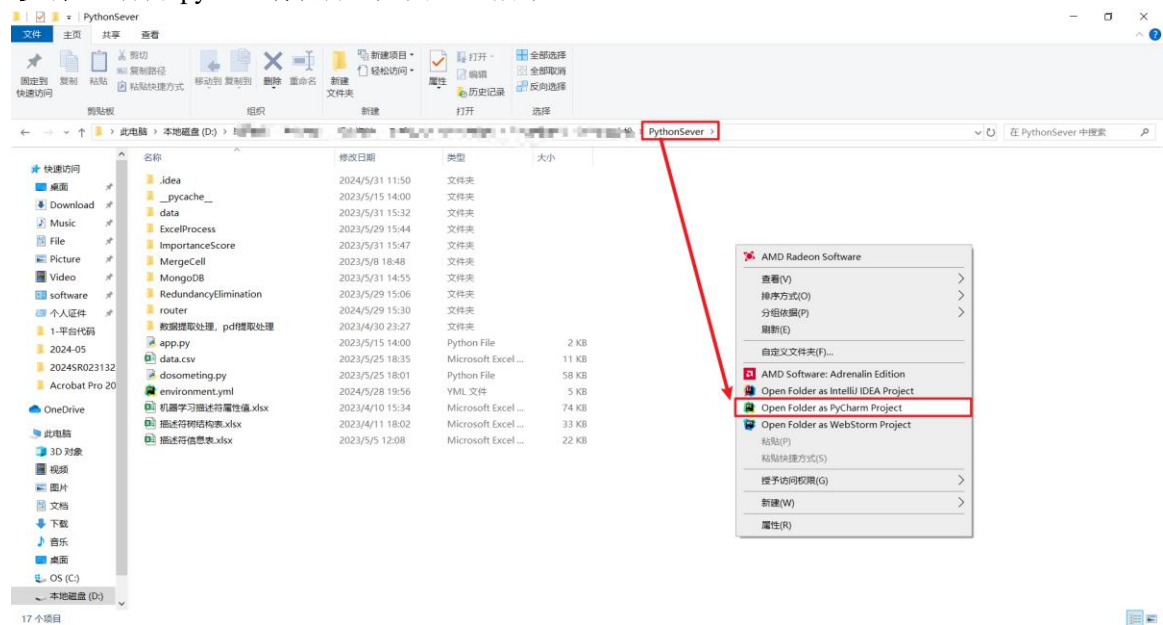 PythonSever
文件 主页 共享 查看
固定到快速访问 复制 粘贴 剪切 复制路径 粘贴快捷方式 移动到 复制到 删除 重命名 新建文件夹 新建项目 轻松访问 属性 打开 编辑 历史记录 全部选择 全部取消 反向选择
剪贴板 组织 新建 打开 选择
此电脑 › 本地磁盘 (D:) › PythonSever › 在 PythonSever 中搜索
名称 修改日期 类型 大小
快速访问
桌面
Download
Music
File
Picture
Video
software
个人证件
1-平台代码
2024-05
2024SR023132
Acrobat Pro 20
OneDrive
此电脑
3D 对象
视频
图片
文档
下载
音乐
桌面
OS (C:)
本地磁盘 (D:)
.idea 2024/5/31 11:50 文件夹
__pycache__ 2023/5/15 14:00 文件夹
data 2023/5/31 15:32 文件夹
ExcelProcess 2023/5/29 15:44 文件夹
ImportanceScore 2023/5/31 15:47 文件夹
MergeCell 2023/5/8 18:48 文件夹
MongoDB 2023/5/31 14:55 文件夹
RedundancyElimination 2023/5/29 15:06 文件夹
router 2024/5/29 15:30 文件夹
数据提取处理，pdf提取处理 2023/4/30 23:27 文件夹
app.py 2023/5/15 14:00 Python File 2 KB
data.csv 2023/5/25 18:35 Microsoft Excel ... 11 KB
dosometing.py 2023/5/25 18:01 Python File 58 KB
environment.yml 2024/5/28 19:56 YML 文件 5 KB
机器学习描述符属性值.xlsx 2023/4/10 15:34 Microsoft Excel ... 74 KB
描述符树结构表.xlsx 2023/4/11 18:02 Microsoft Excel ... 33 KB
描述符信息表.xlsx 2023/5/5 12:08 Microsoft Excel ... 22 KB
AMD Radeon Software
查看(V)
排序方式(O)
分组依据(P)
刷新(E)
自定义文件夹(F)...
AMD Software: Adrenalin Edition
Open Folder as IntelliJ IDEA Project
Open Folder as PyCharm Project
Open Folder as WebStorm Project
粘贴(P)
粘贴快捷方式(S)
授予访问权限(G)
新建(W)
属性(R)
17 个项目